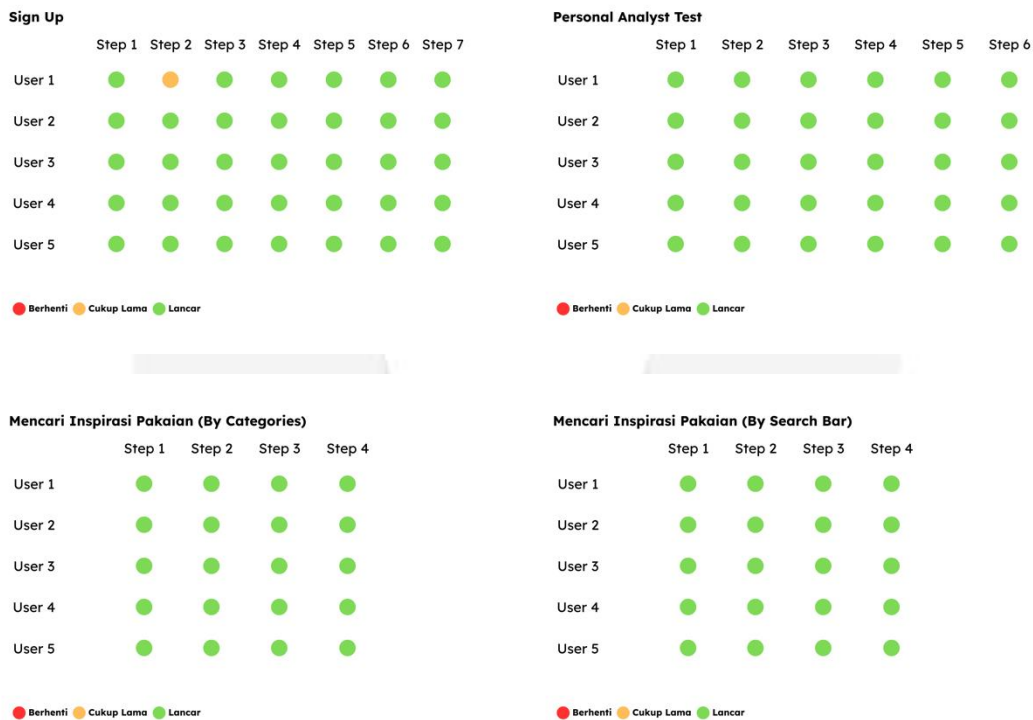 Sign Up
Step 1 Step 2 Step 3 Step 4 Step 5 Step 6 Step 7
User 1
User 2
User 3
User 4
User 5
Berhenti Cukup Lama Lancar
Personal Analyst Test
Step 1 Step 2 Step 3 Step 4 Step 5 Step 6
User 1
User 2
User 3
User 4
User 5
Berhenti Cukup Lama Lancar
Mencari Inspirasi Pakaian (By Categories)
Step 1 Step 2 Step 3 Step 4
User 1
User 2
User 3
User 4
User 5
Berhenti Cukup Lama Lancar
Mencari Inspirasi Pakaian (By Search Bar)
Step 1 Step 2 Step 3 Step 4
User 1
User 2
User 3
User 4
User 5
Berhenti Cukup Lama Lancar